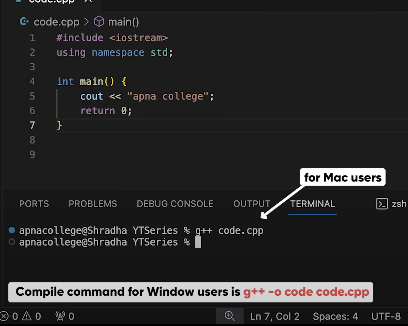 code.cpp
code.cpp > main()
1 #include <iostream>
2 using namespace std;
3
4 int main() {
5 cout << "apna college";
6 return 0;
7 }
8
9
for Mac users
PORTS PROBLEMS DEBUG CONSOLE OUTPUT TERMINAL zsh
apnacollege@Shradha YTSeries % g++ code.cpp
apnacollege@Shradha YTSeries %
Compile command for Window users is g++ -o code code.cpp
0 0 0 Ln 7, Col 2 Spaces: 4 UTF-8